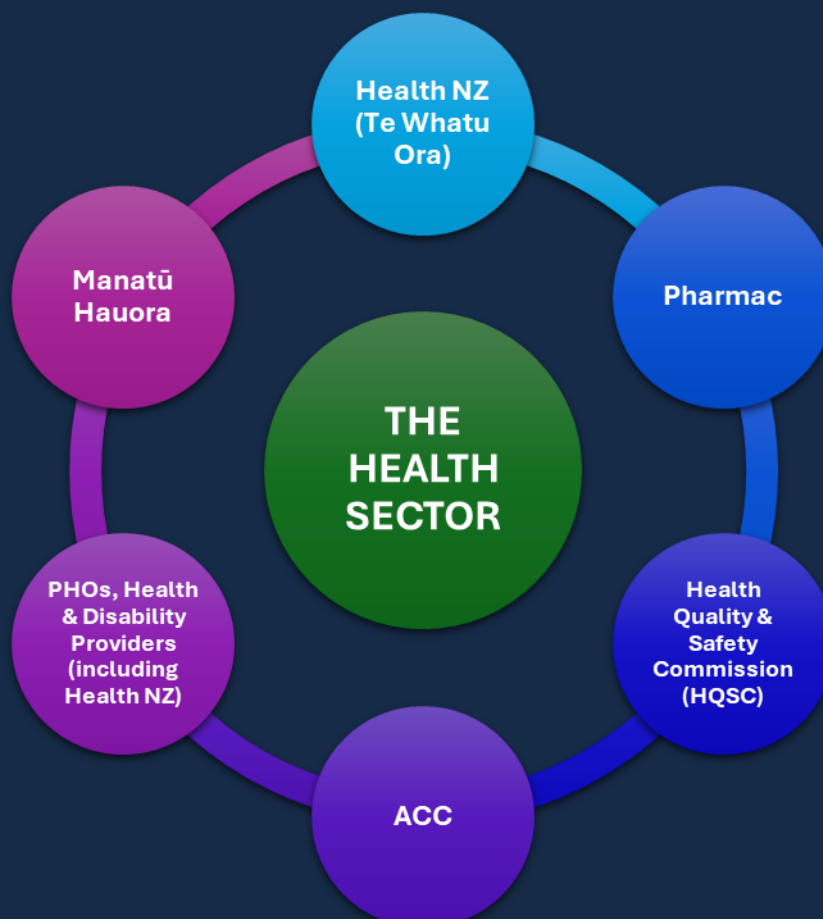 Health NZ
(Te Whatu
Ora)
Manatū
Hauora
Pharmac
THE
HEALTH
SECTOR
PHOs, Health
& Disability
Providers
(including
Health NZ)
Health
Quality &
Safety
Commission
(HQSC)
ACC